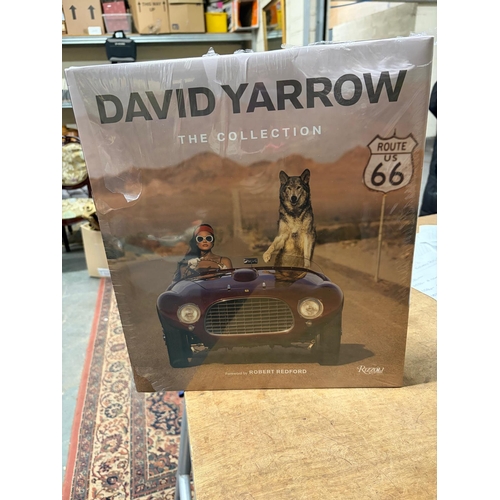 DAVID YARROW
THE COLLECTION
ROUTE
US
66
Foreword by ROBERT REDFORD
Rizzoli